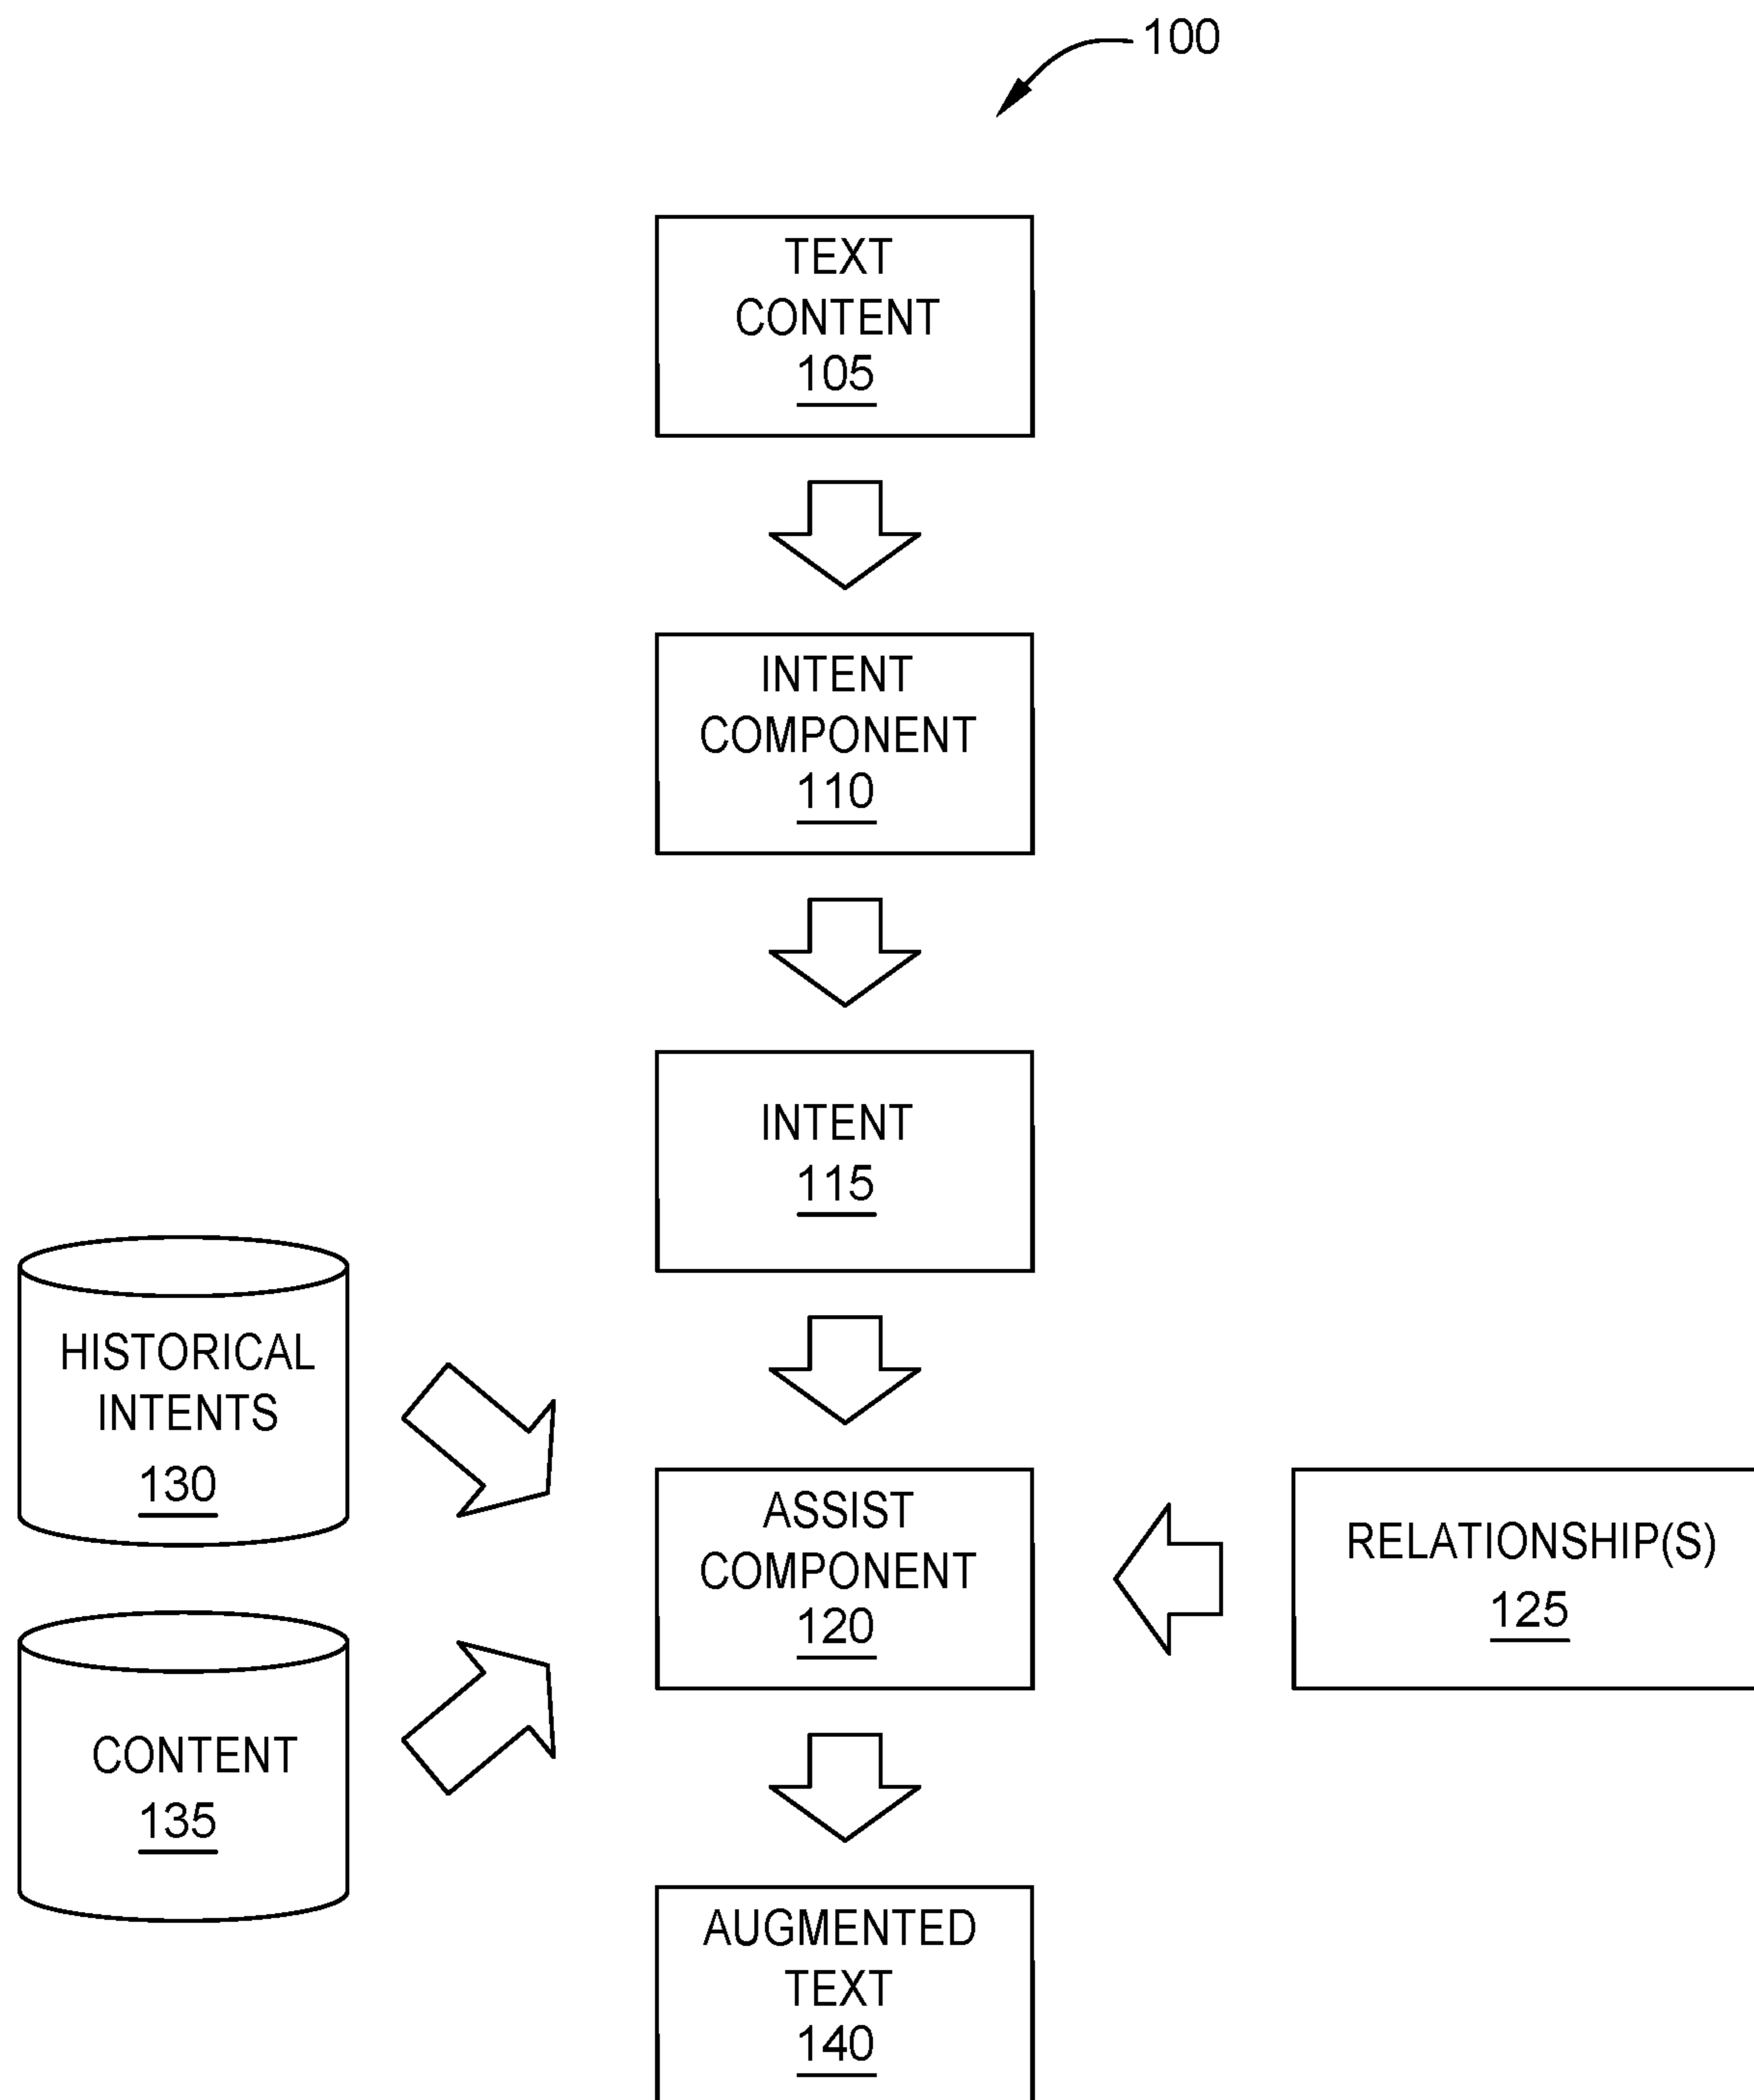 100
TEXT
CONTENT
105
INTENT
COMPONENT
110
INTENT
115
HISTORICAL
INTENTS
130
ASSIST
COMPONENT
120
RELATIONSHIP(S)
125
CONTENT
135
AUGMENTED
TEXT
140